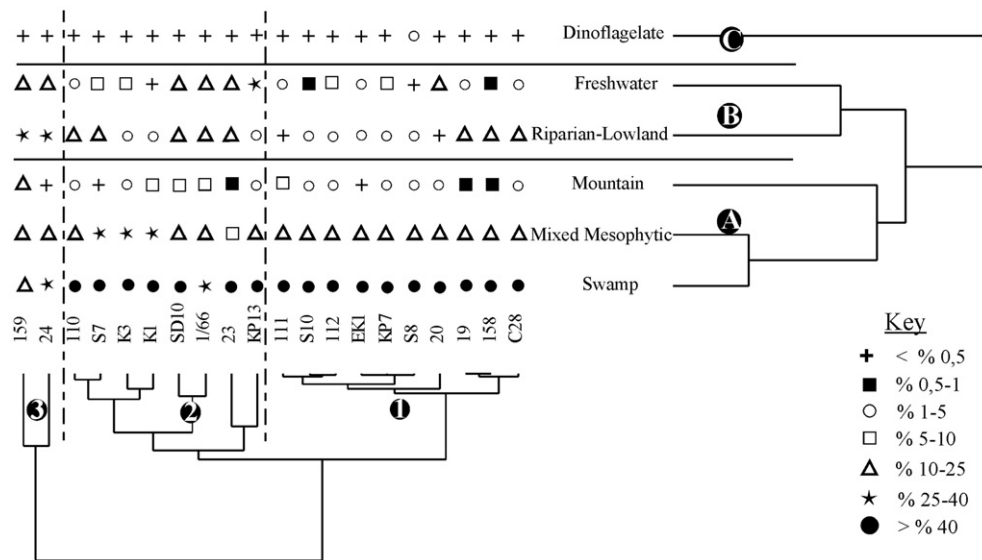 Dinoflagelate
C
Freshwater
B
Riparian-Lowland
Mountain
A
Mixed Mesophytic
Swamp
159 24 110 S7 K3 K1 SD10 1/66 23 KP13 111 S10 112 EK1 KP7 S8 20 19 158 C28
3 2 1
Key
+ < % 0,5
% 0,5-1
% 1-5
% 5-10
% 10-25
% 25-40
> % 40